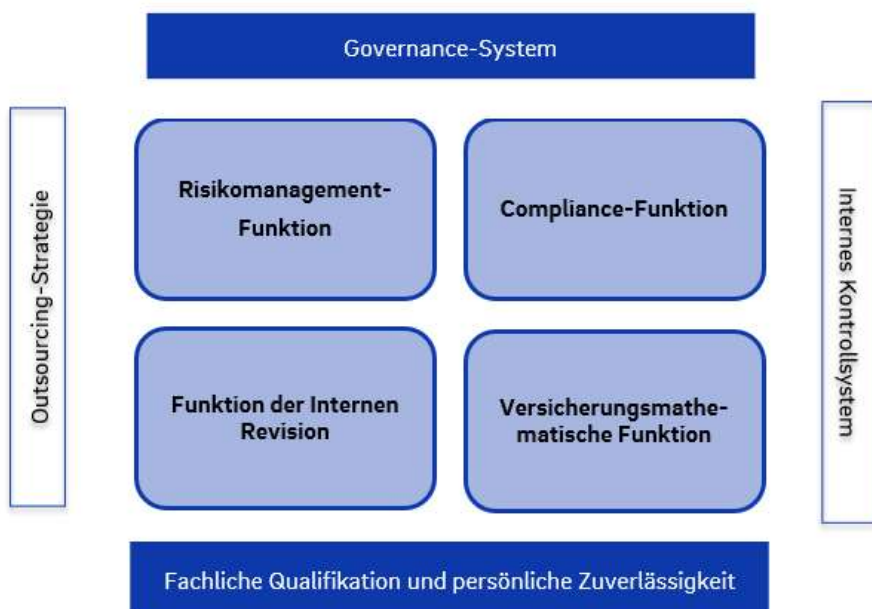 Governance-System
Outsourcing-Strategie
Risikomanagement-
Funktion
Compliance-Funktion
Internes Kontrollsystem
Funktion der Internen
Revision
Versicherungsmathe-
matische Funktion
Fachliche Qualifikation und persönliche Zuverlässigkeit